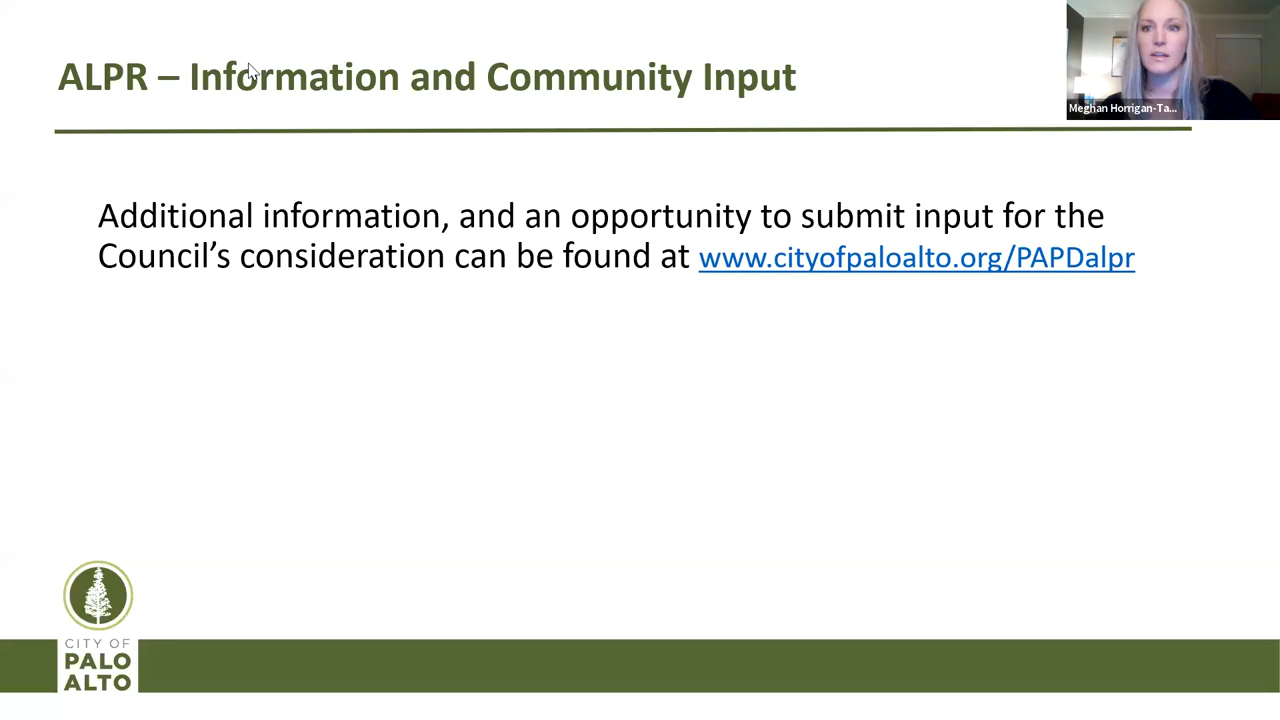 ALPR – Information and Community Input
Meghan Horrigan-Ta...
Additional information, and an opportunity to submit input for the
Council’s consideration can be found at www.cityofpaloalto.org/PAPDalpr
CITY OF
PALO
ALTO